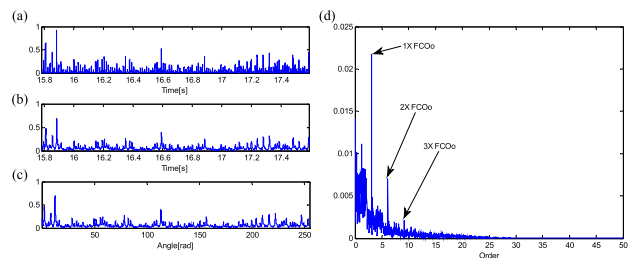 (a)
1
0.5
0
15.8 16 16.2 16.4 16.6 16.8 17 17.2 17.4
Time[s]
(b)
1
0.5
0
15.8 16 16.2 16.4 16.6 16.8 17 17.2 17.4
Time[s]
(c)
1
0.5
0
50 100 150 200 250
Angle[rad]
(d)
0.025
0.02
0.015
0.01
0.005
0
0 5 10 15 20 25 30 35 40 45 50
Order
1X FCOo
2X FCOo
3X FCOo